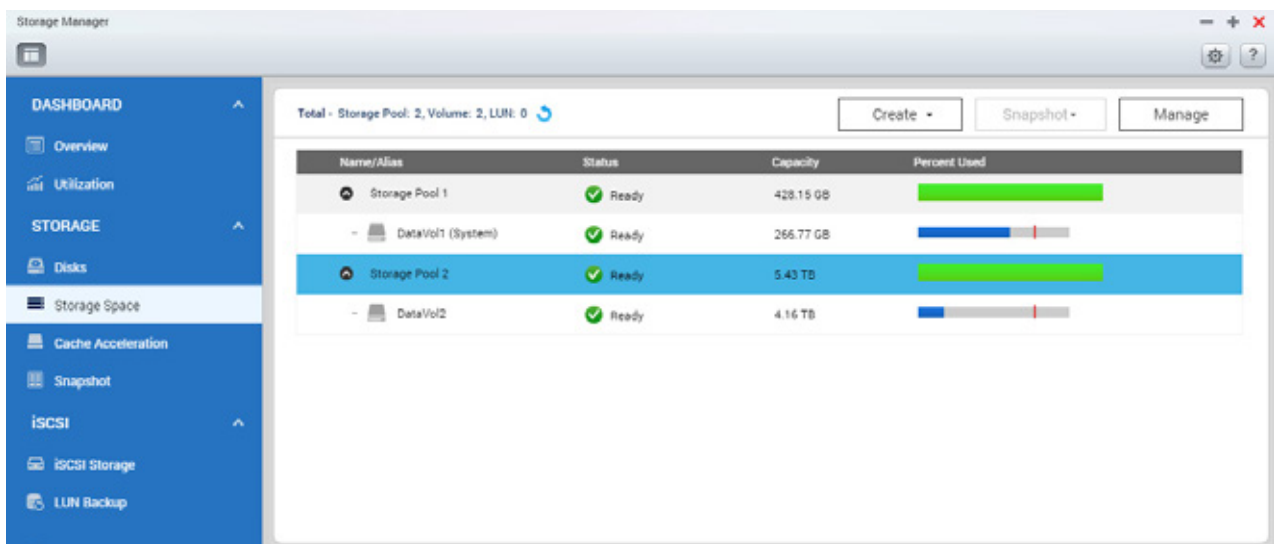 Storage Manager
DASHBOARD
Overview
Utilization
STORAGE
Disks
Storage Space
Cache Acceleration
Snapshot
iSCSI
iSCSI Storage
LUN Backup
Total - Storage Pool: 2, Volume: 2, LUN: 0
Create
Snapshot
Manage
Name/Alias Status Capacity Percent Used
Storage Pool 1 Ready 428.15 GB
DataVol1 (System) Ready 266.77 GB
Storage Pool 2 Ready 5.43 TB
DataVol2 Ready 4.16 TB